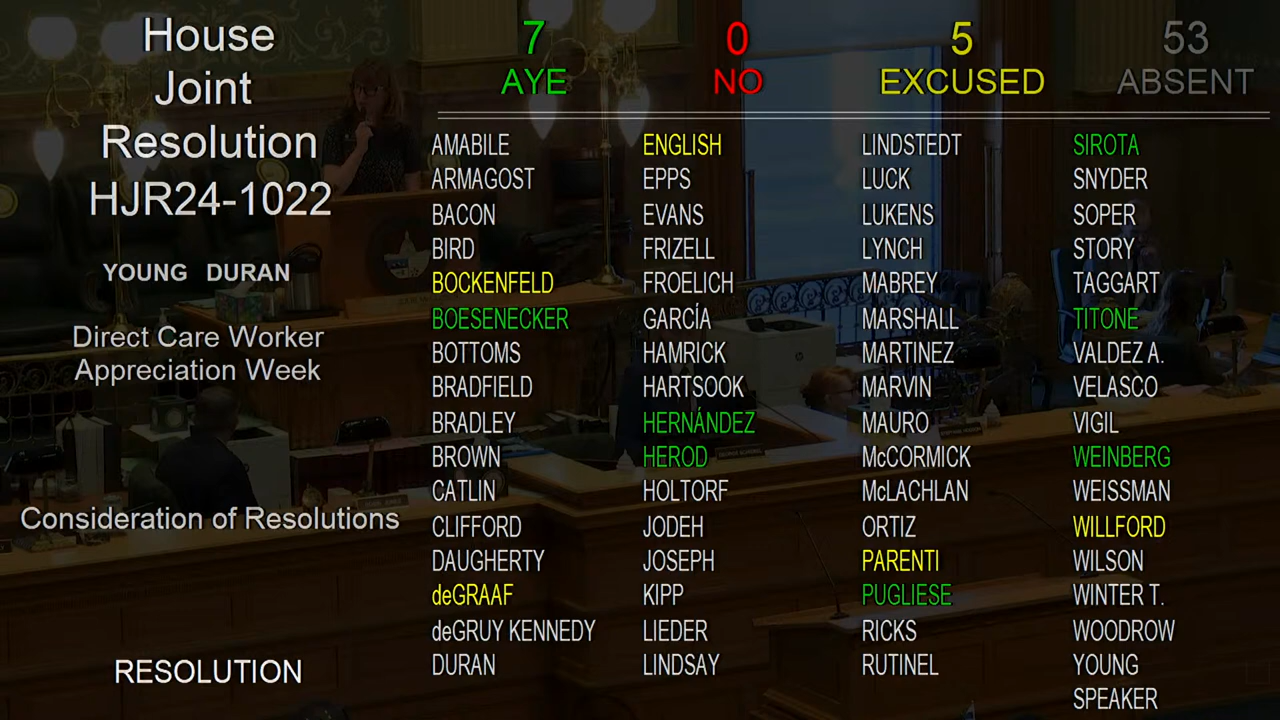 House
Joint
Resolution
HJR24-1022
YOUNG DURAN
Direct Care Worker
Appreciation Week
Consideration of Resolutions
RESOLUTION
7 0 5 53
AYE NO EXCUSED ABSENT
AMABILE
ARMAGOST
BACON
BIRD
BOCKENFELD
BOESENECKER
BOTTOMS
BRADFIELD
BRADLEY
BROWN
CATLIN
CLIFFORD
DAUGHERTY
deGRAAF
deGRUY KENNEDY
DURAN
ENGLISH
EPPS
EVANS
FRIZELL
FROELICH
GARCÍA
HAMRICK
HARTSOOK
HERNÁNDEZ
HEROD
HOLTORF
JODEH
JOSEPH
KIPP
LIEDER
LINDSAY
LINDSTEDT
LUCK
LUKENS
LYNCH
MABREY
MARSHALL
MARTINEZ
MARVIN
MAURO
McCORMICK
McLACHLAN
ORTIZ
PARENTI
PUGLIESE
RICKS
RUTINEL
SIROTA
SNYDER
SOPER
STORY
TAGGART
TITONE
VALDEZ A.
VELASCO
VIGIL
WEINBERG
WEISSMAN
WILLFORD
WILSON
WINTER T.
WOODROW
YOUNG
SPEAKER